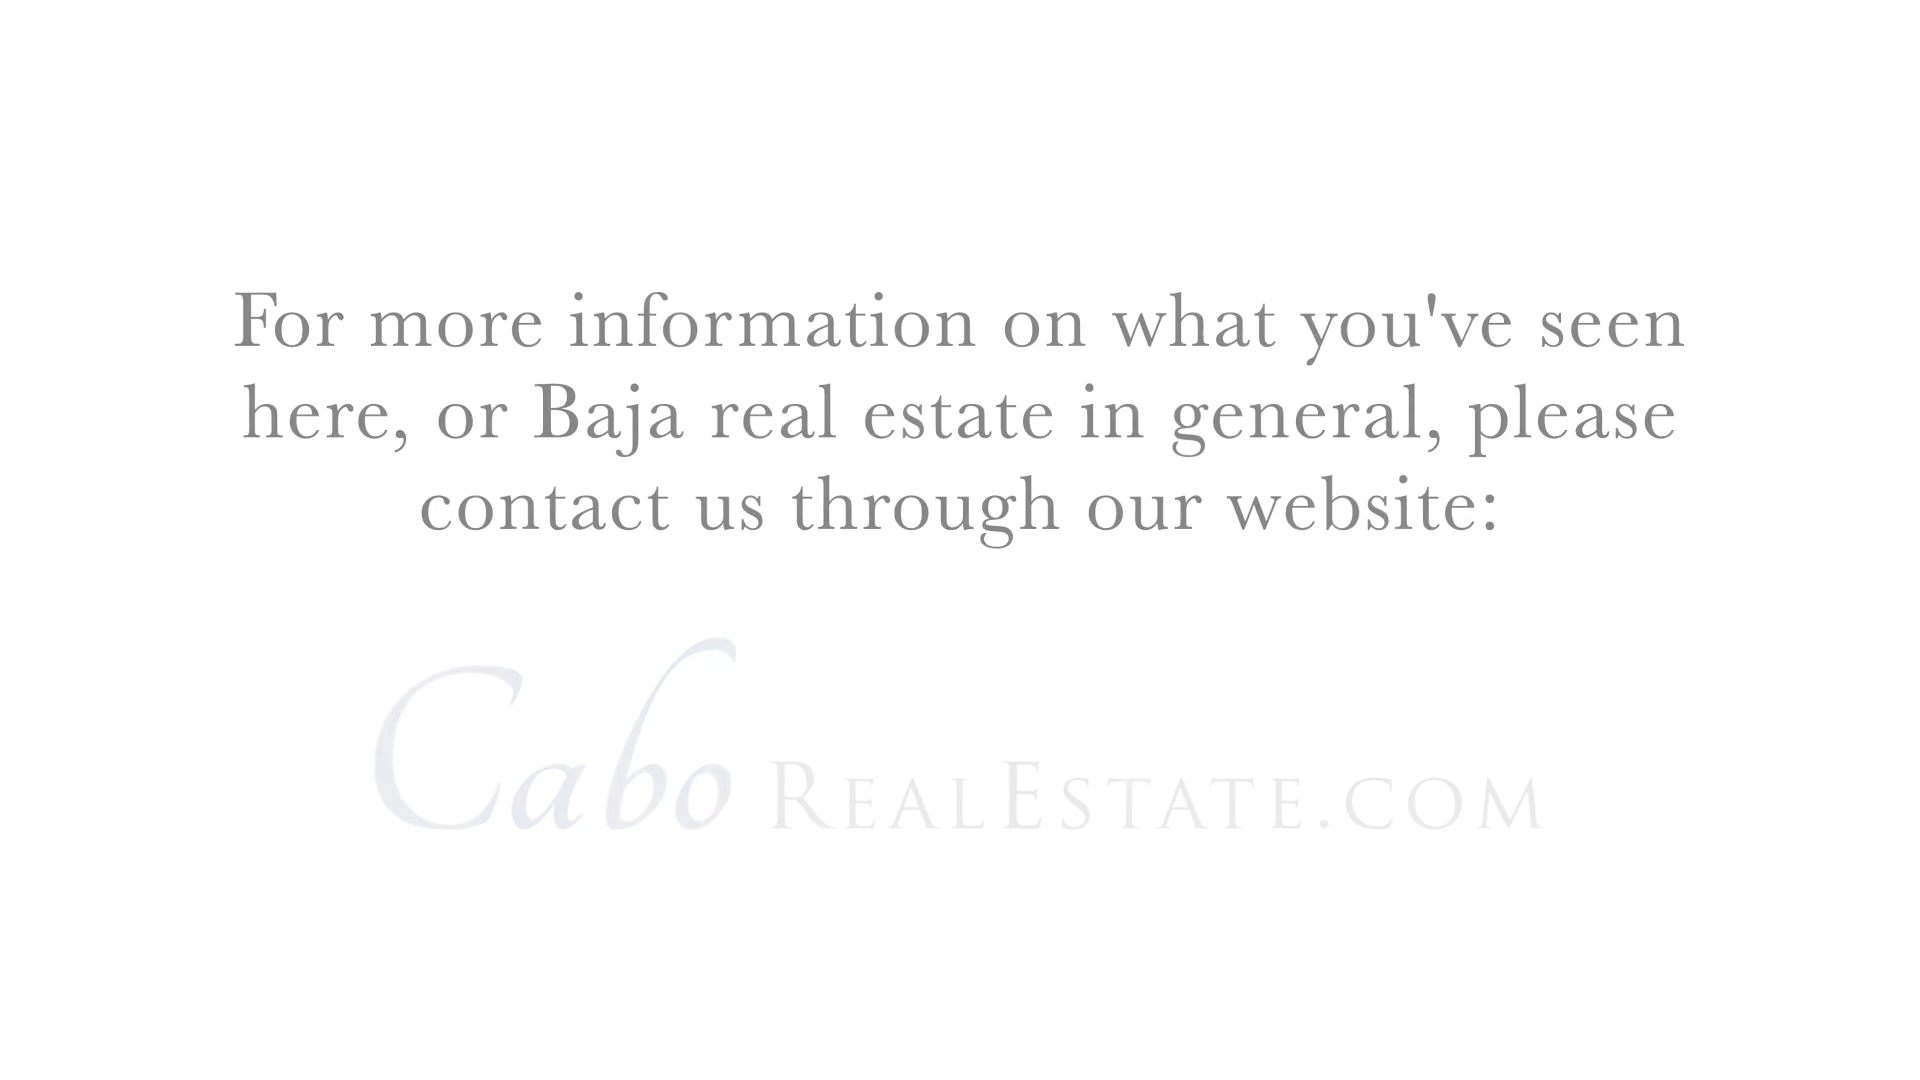 For more information on what you've seen
here, or Baja real estate in general, please
contact us through our website:
Cabo REALESTATE.COM